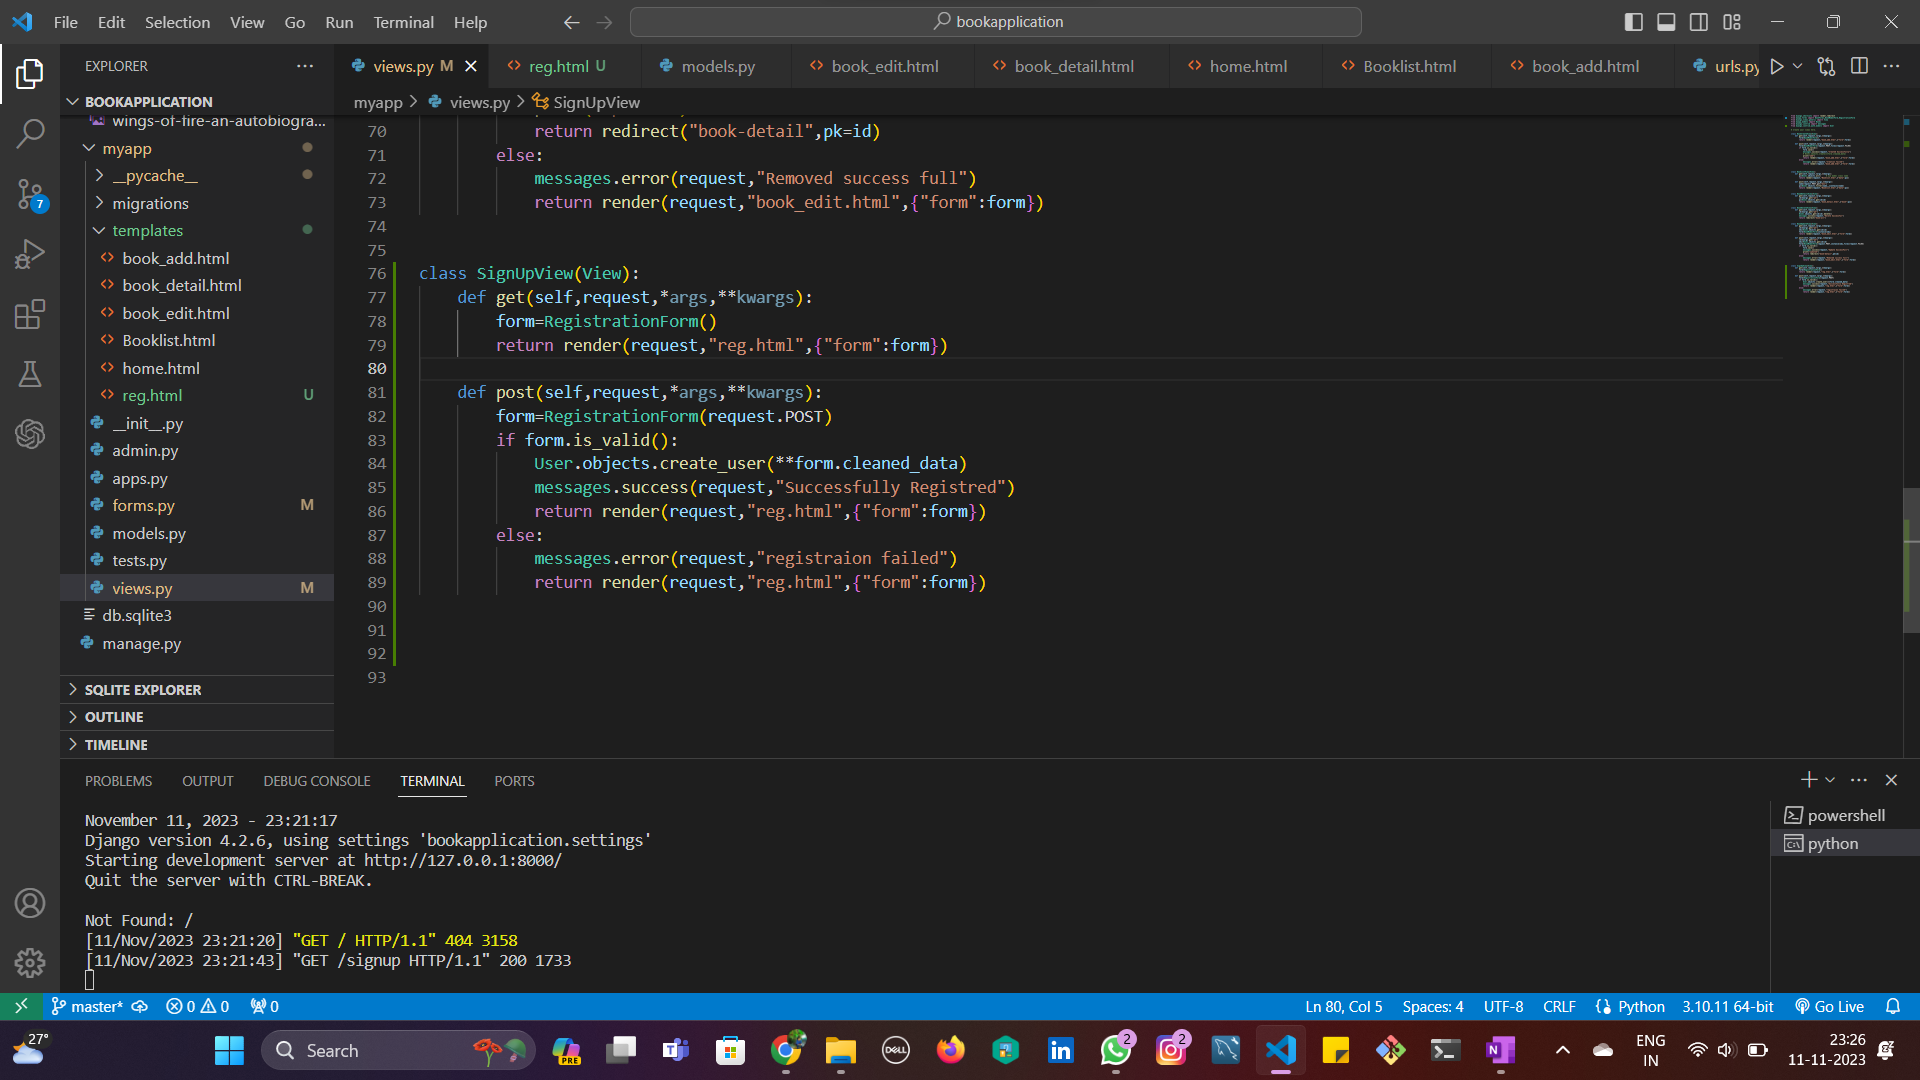 File Edit Selection View Go Run Terminal Help
bookapplication
EXPLORER
views.py M
reg.html U
models.py
book_edit.html
book_detail.html
home.html
Booklist.html
book_add.html
urls.py
BOOKAPPLICATION
myapp > views.py > SignUpView
wings-of-fire-an-autobiogra...
myapp
__pycache__
migrations
templates
book_add.html
book_detail.html
book_edit.html
Booklist.html
home.html
reg.html U
__init__.py
admin.py
apps.py
forms.py M
models.py
tests.py
views.py M
db.sqlite3
manage.py
SQLITE EXPLORER
OUTLINE
TIMELINE
7
70 return redirect("book-detail",pk=id)
71 else:
72 messages.error(request,"Removed success full")
73 return render(request,"book_edit.html",{"form":form})
74
75
76 class SignUpView(View):
77 def get(self,request,*args,**kwargs):
78 form=RegistrationForm()
79 return render(request,"reg.html",{"form":form})
80
81 def post(self,request,*args,**kwargs):
82 form=RegistrationForm(request.POST)
83 if form.is_valid():
84 User.objects.create_user(**form.cleaned_data)
85 messages.success(request,"Successfully Registred")
86 return render(request,"reg.html",{"form":form})
87 else:
88 messages.error(request,"registraion failed")
89 return render(request,"reg.html",{"form":form})
90
91
92
93
PROBLEMS OUTPUT DEBUG CONSOLE TERMINAL PORTS
November 11, 2023 - 23:21:17
Django version 4.2.6, using settings 'bookapplication.settings'
Starting development server at http://127.0.0.1:8000/
Quit the server with CTRL-BREAK.
Not Found: /
[11/Nov/2023 23:21:20] "GET / HTTP/1.1" 404 3158
[11/Nov/2023 23:21:43] "GET /signup HTTP/1.1" 200 1733
powershell
python
master* 0 0 0
Ln 80, Col 5 Spaces: 4 UTF-8 CRLF Python 3.10.11 64-bit Go Live
27°
Search
PRE
DELL
2
2
ENG
IN
23:26
11-11-2023